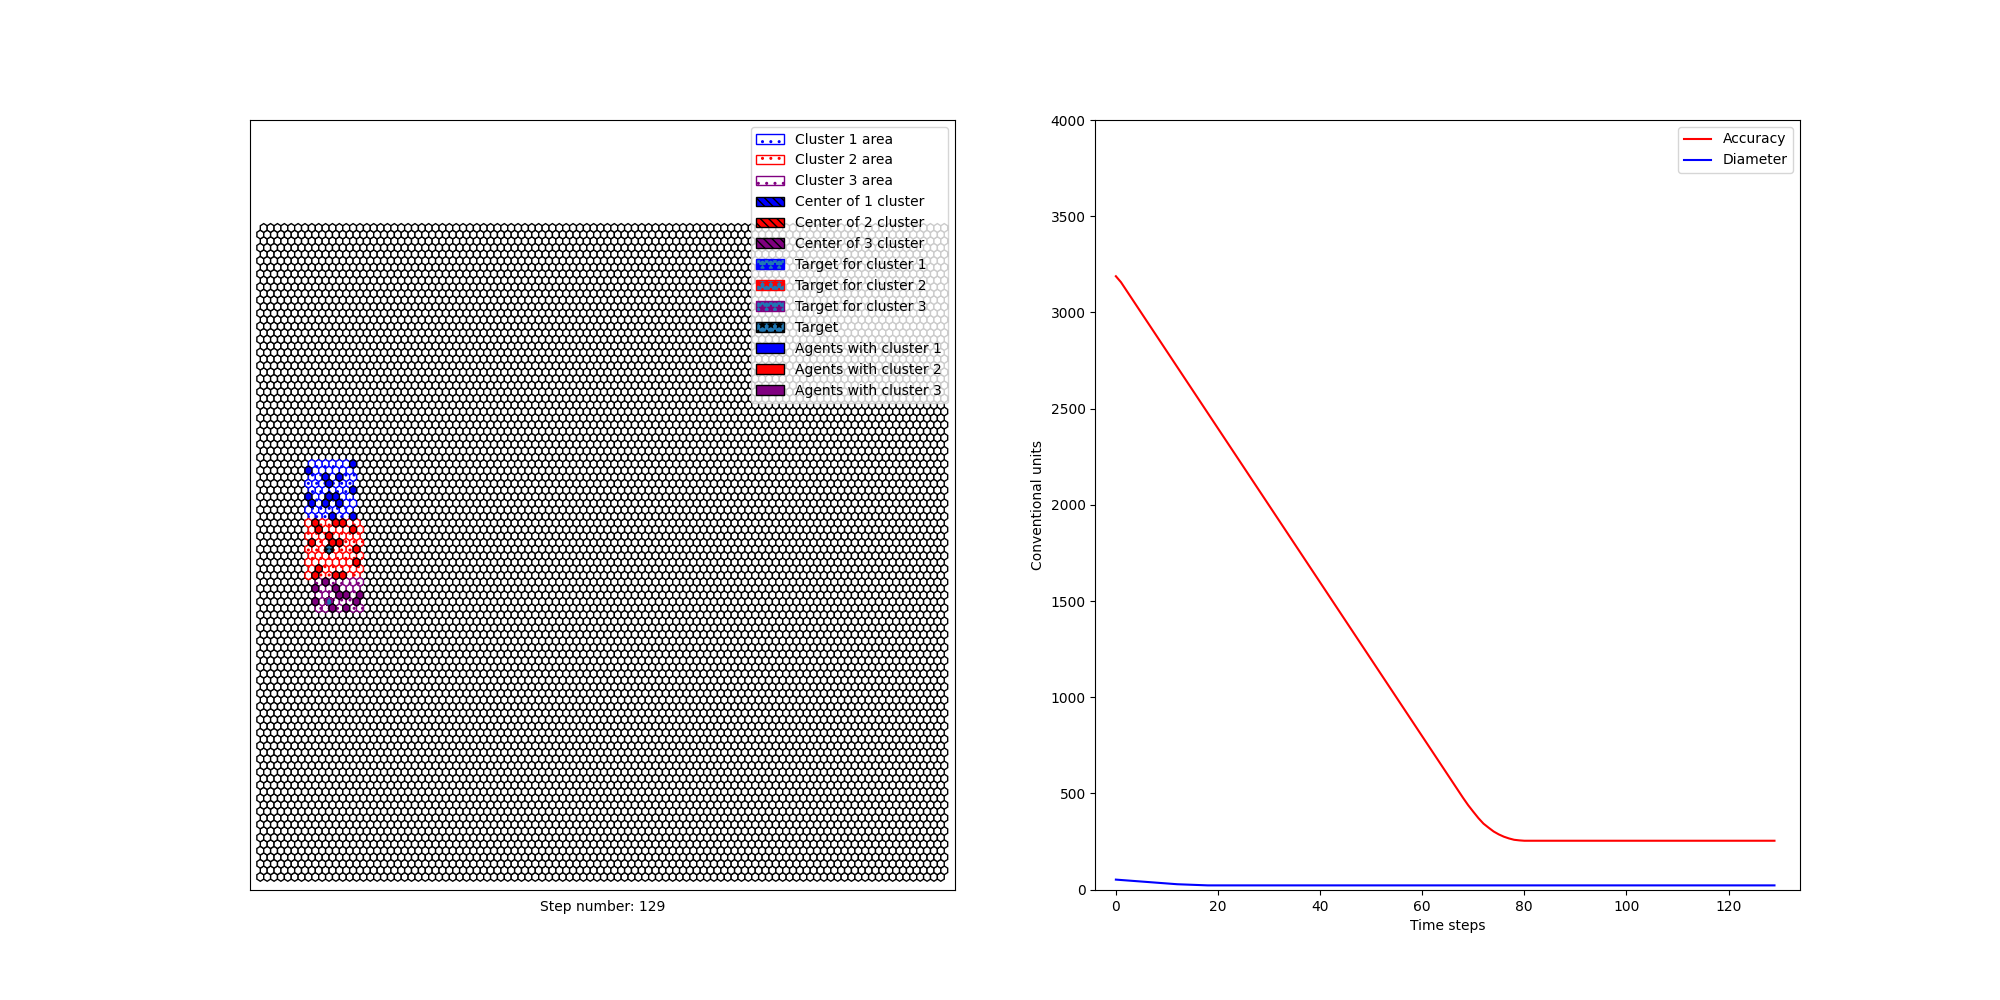 Cluster 1 area
Cluster 2 area
Cluster 3 area
Center of 1 cluster
Center of 2 cluster
Center of 3 cluster
Target for cluster 1
Target for cluster 2
Target for cluster 3
Target
Agents with cluster 1
Agents with cluster 2
Agents with cluster 3
Step number: 129
Accuracy
Diameter
4000
3500
3000
2500
2000
1500
1000
500
0
Conventional units
0 20 40 60 80 100 120
Time steps